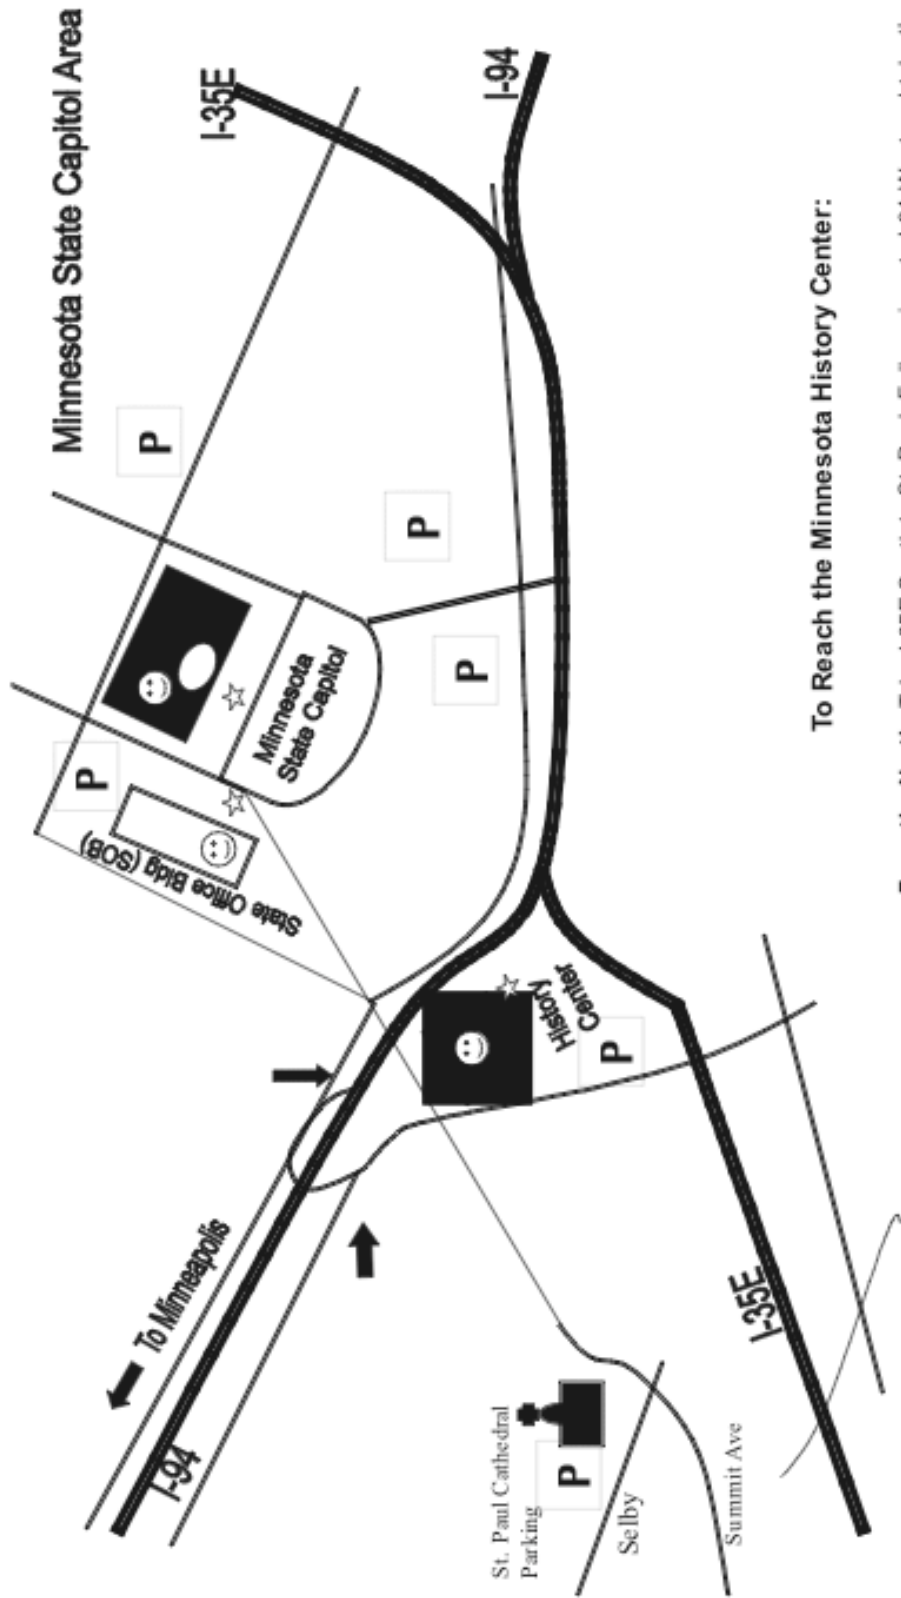 Minnesota State Capitol Area
I-35E
I-94
P
P
P
P
Minnesota
State Capitol
State Office Bldg (SOB)
History
Center
P
To Minneapolis
I-94
I-35E
St. Paul Cathedral
Parking
P
Selby
Summit Ave
To Reach the Minnesota History Center: